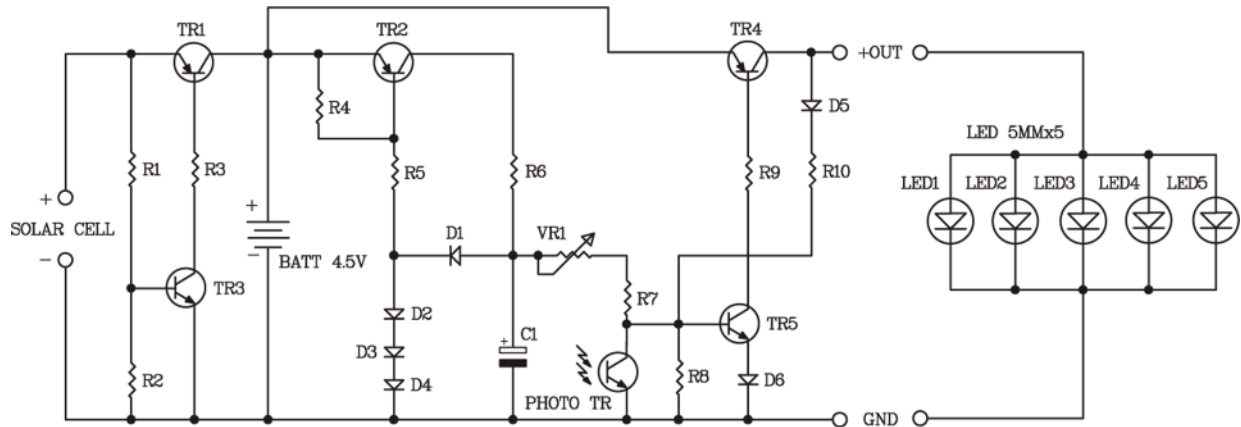 TR1
TR2
TR4
+OUT
D5
R4
LED 5MMx5
R1
R3
R5
R6
R9
R10
LED1
LED2
LED3
LED4
LED5
+
SOLAR CELL
-
+
-
BATT 4.5V
D1
VR1
TR3
R7
D2
+
C1
TR5
D3
R2
D4
PHOTO TR
R8
D6
GND